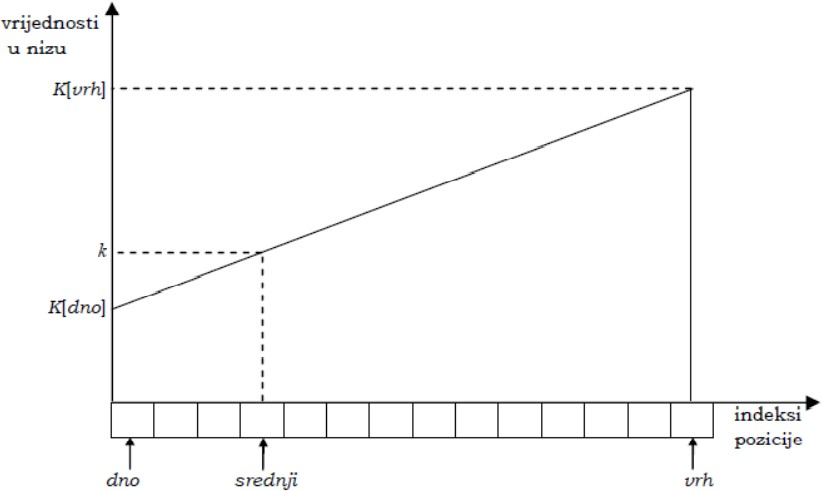 vrijednosti
u nizu
K[vrh]
k
K[dno]
indeksi
pozicije
dno
srednji
vrh